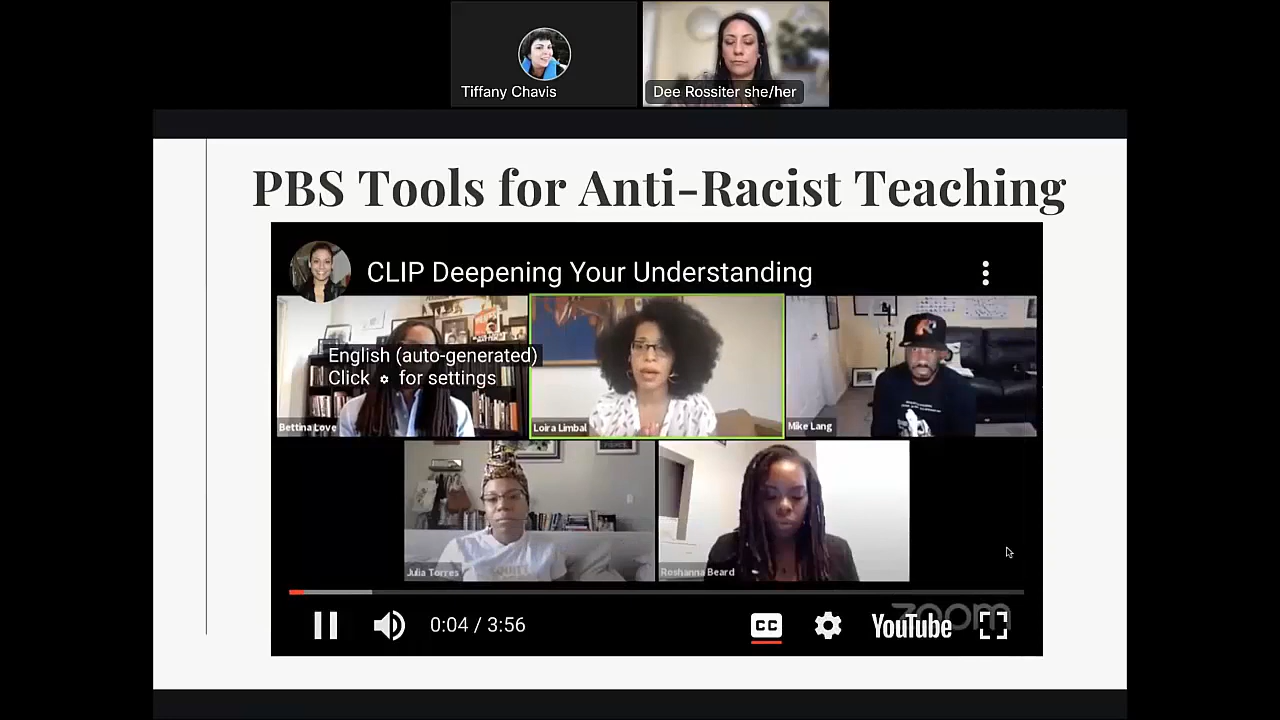 Tiffany Chavis
Dee Rossiter she/her
PBS Tools for Anti-Racist Teaching
CLIP Deepening Your Understanding
English (auto-generated)
Click for settings
Bettina Love
Loira Limbal
Mike Lang
Julia Torres
Roshanna Beard
0:04 / 3:56
CC
YouTube
zoom